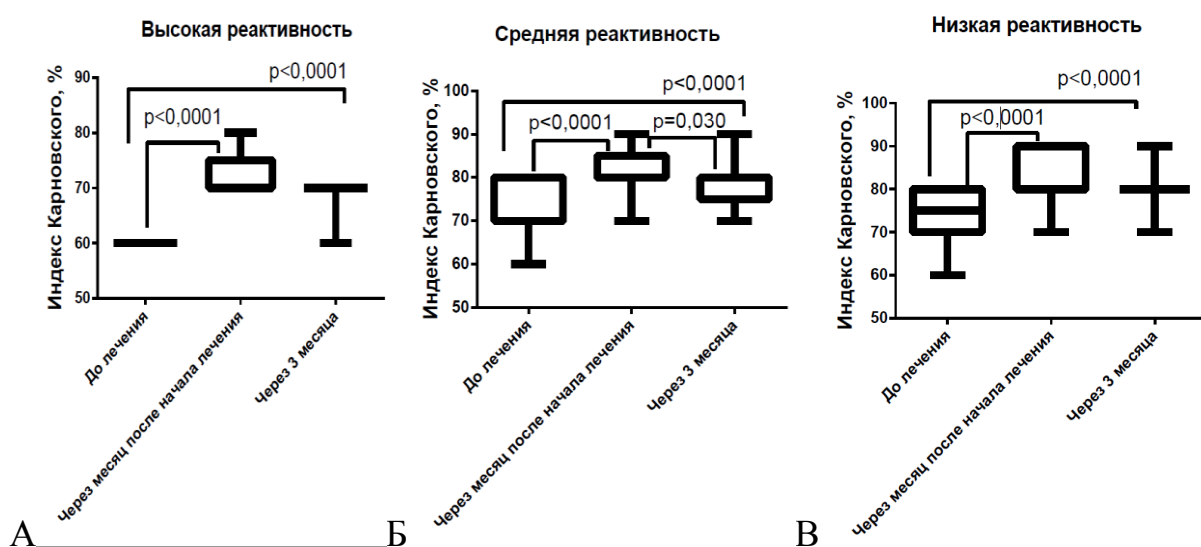 Высокая реактивность
Индекс Карновского, %
90
80
70
60
50
p<0,0001
p<0,0001
До лечения
Через месяц после начала лечения
Через 3 месяца
А
Средняя реактивность
Индекс Карновского, %
100
90
80
70
60
50
p<0,0001
p<0,0001
p=0,030
До лечения
Через месяц после начала лечения
Через 3 месяца
Б
Низкая реактивность
Индекс Карновского, %
100
90
80
70
60
50
p<0,0001
p<0,0001
До лечения
Через месяц после начала лечения
Через 3 месяца
В